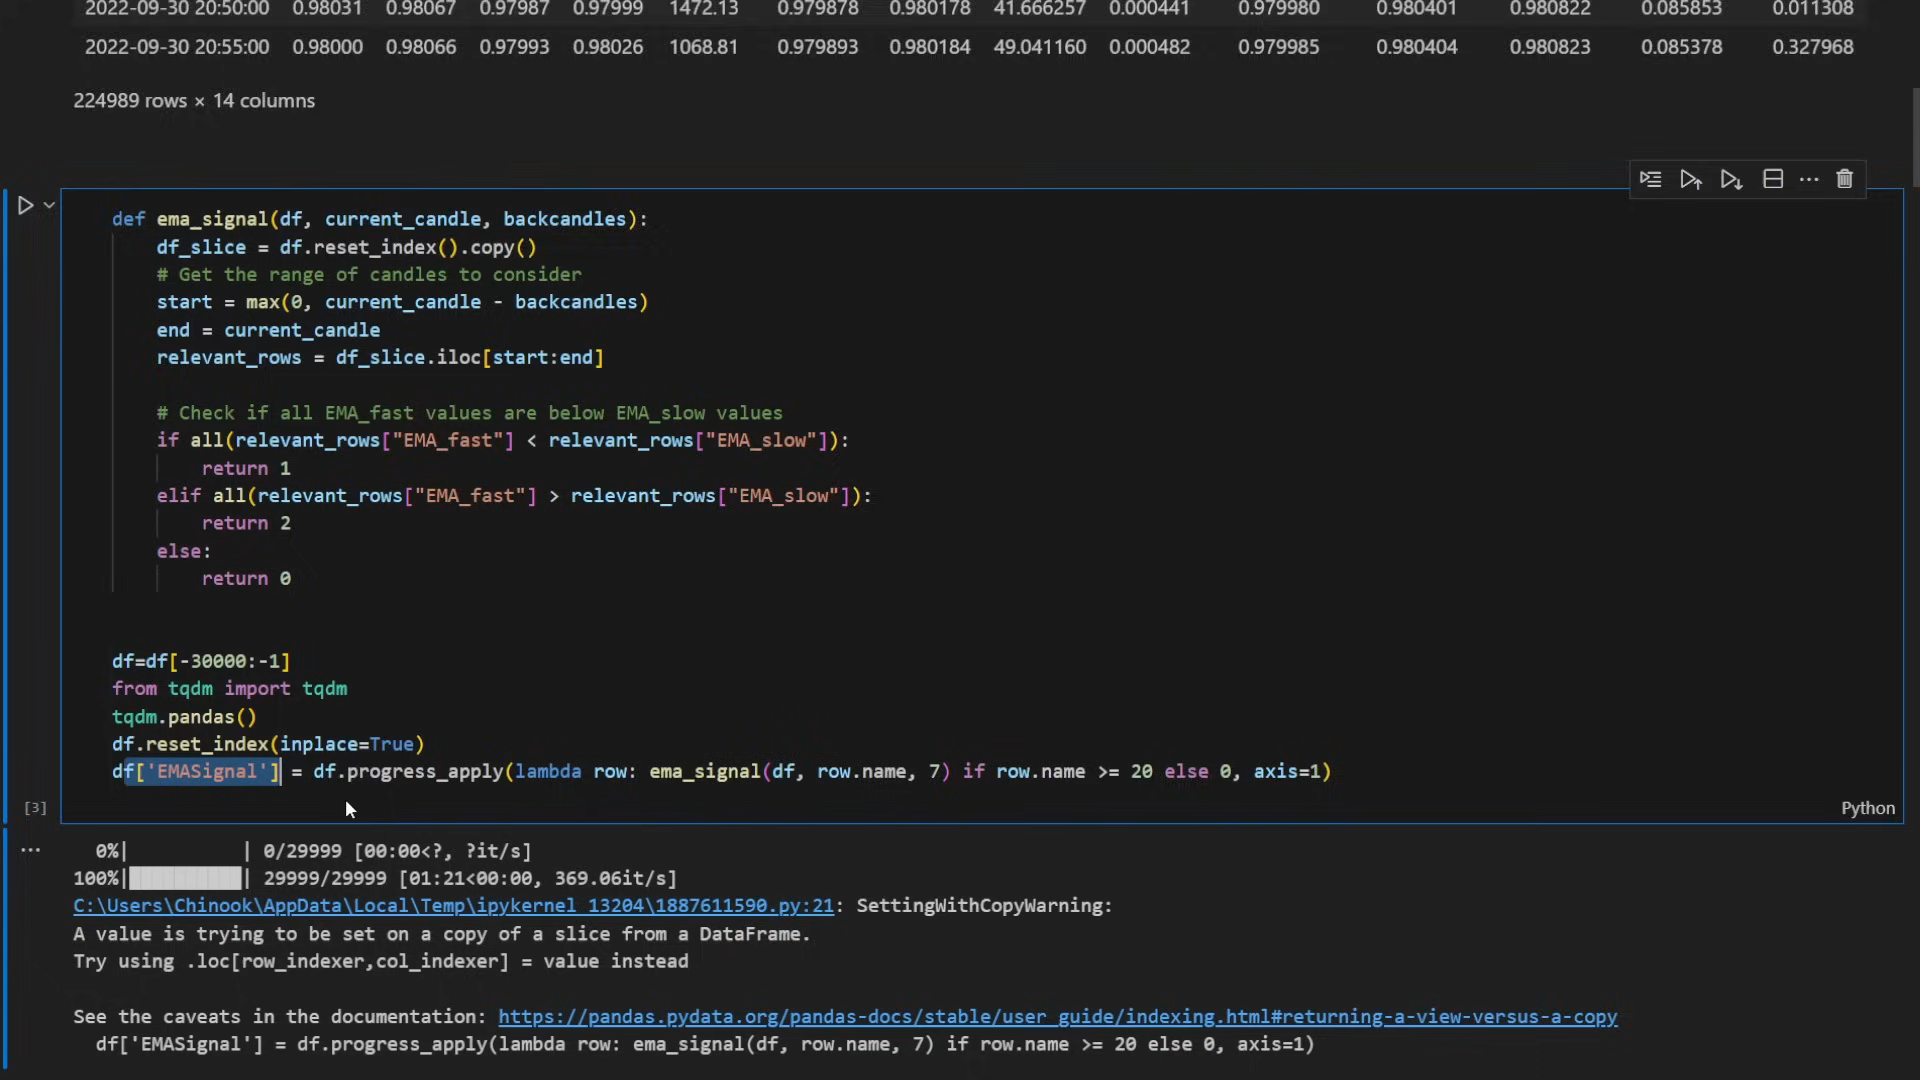 2022-09-30 20:50:00 0.98031 0.98067 0.97987 0.97999 1472.13 0.979878 0.980178 41.666257 0.000441 0.979980 0.980401 0.980822 0.085853 0.011308
2022-09-30 20:55:00 0.98000 0.98066 0.97993 0.98026 1068.81 0.979893 0.980184 49.041160 0.000482 0.979985 0.980404 0.980823 0.085378 0.327968
224989 rows × 14 columns
def ema_signal(df, current_candle, backcandles):
    df_slice = df.reset_index().copy()
    # Get the range of candles to consider
    start = max(0, current_candle - backcandles)
    end = current_candle
    relevant_rows = df_slice.iloc[start:end]
    # Check if all EMA_fast values are below EMA_slow values
    if all(relevant_rows["EMA_fast"] < relevant_rows["EMA_slow"]):
        return 1
    elif all(relevant_rows["EMA_fast"] > relevant_rows["EMA_slow"]):
        return 2
    else:
        return 0
df=df[-30000:-1]
from tqdm import tqdm
tqdm.pandas()
df.reset_index(inplace=True)
df['EMASignal'] = df.progress_apply(lambda row: ema_signal(df, row.name, 7) if row.name >= 20 else 0, axis=1)
[3] Python
0%| | 0/29999 [00:00<?, ?it/s]
100%|██████████| 29999/29999 [01:21<00:00, 369.06it/s]
C:\Users\Chinook\AppData\Local\Temp\ipykernel_13204\1887611590.py:21: SettingWithCopyWarning:
A value is trying to be set on a copy of a slice from a DataFrame.
Try using .loc[row_indexer,col_indexer] = value instead
See the caveats in the documentation: https://pandas.pydata.org/pandas-docs/stable/user_guide/indexing.html#returning-a-view-versus-a-copy
  df['EMASignal'] = df.progress_apply(lambda row: ema_signal(df, row.name, 7) if row.name >= 20 else 0, axis=1)